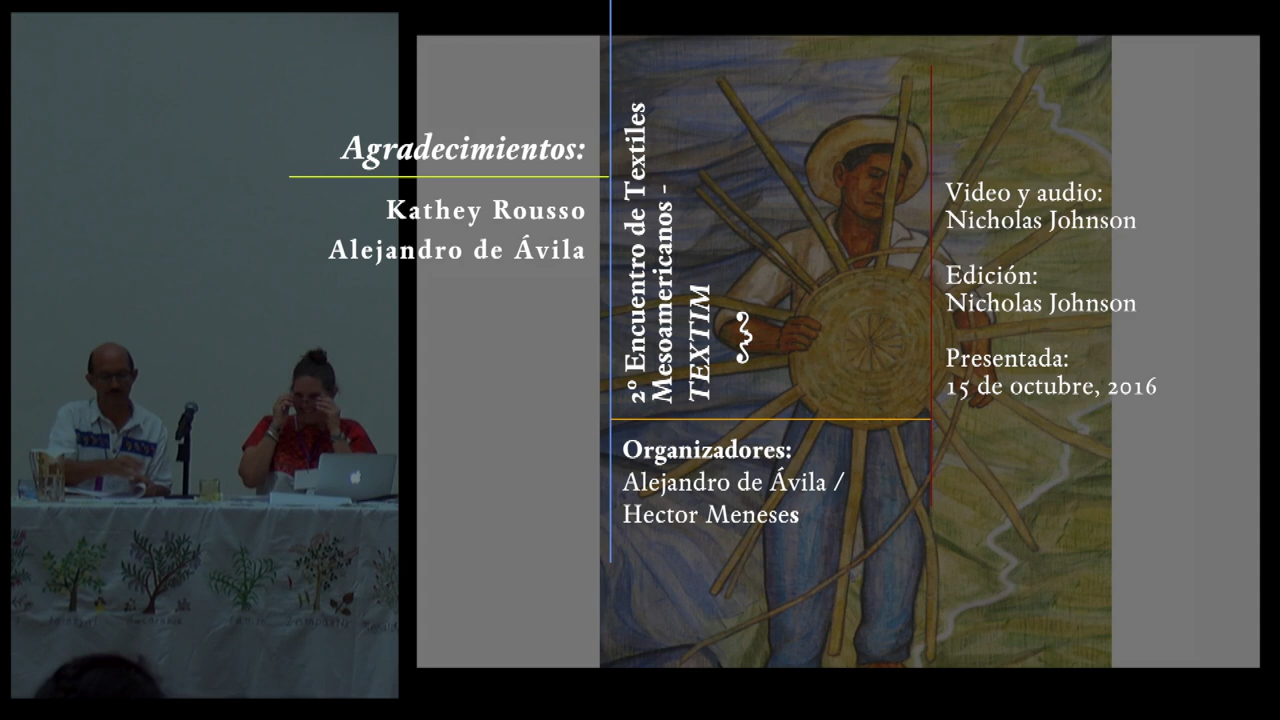 Agradecimientos:
Kathey Rousso
Alejandro de Ávila
2º Encuentro de Textiles
Mesoamericanos -
TEXTIM
Organizadores:
Alejandro de Ávila /
Hector Meneses
Video y audio:
Nicholas Johnson
Edición:
Nicholas Johnson
Presentada:
15 de octubre, 2016